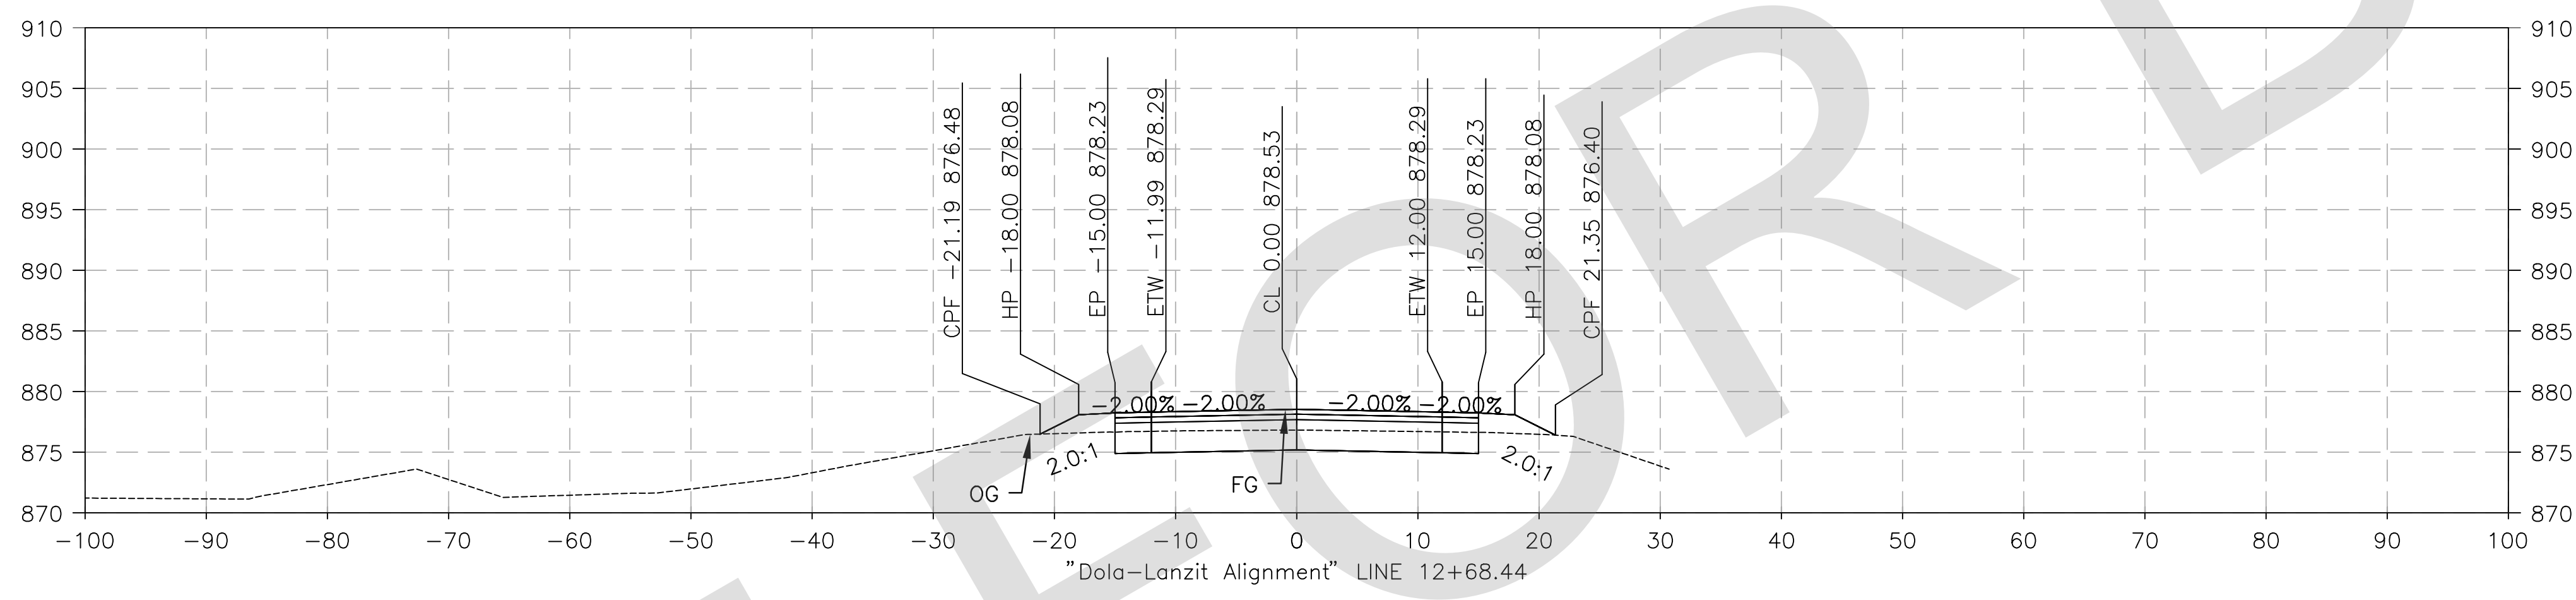 910 910
905 905
900 900
895 895
890 890
885 885
880 880
875 875
870 870
CPF -21.19 876.48
HP -18.00 878.08
EP -15.00 878.23
ETW -11.99 878.29
CL 0.00 878.53
ETW 12.00 878.29
EP 15.00 878.23
HP 18.00 878.08
CPF 21.35 876.40
-2.00% -2.00% -2.00% -2.00%
2.0:1 2.0:1
OG FG
-100 -90 -80 -70 -60 -50 -40 -30 -20 -10 0 10 20 30 40 50 60 70 80 90 100
"Dola-Lanzit Alignment" LINE 12+68.44
FOR